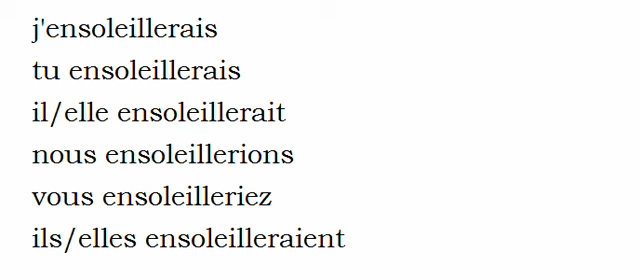 j'ensoleillerais
tu ensoleillerais
il/elle ensoleillerait
nous ensoleillerions
vous ensoleilleriez
ils/elles ensoleilleraient